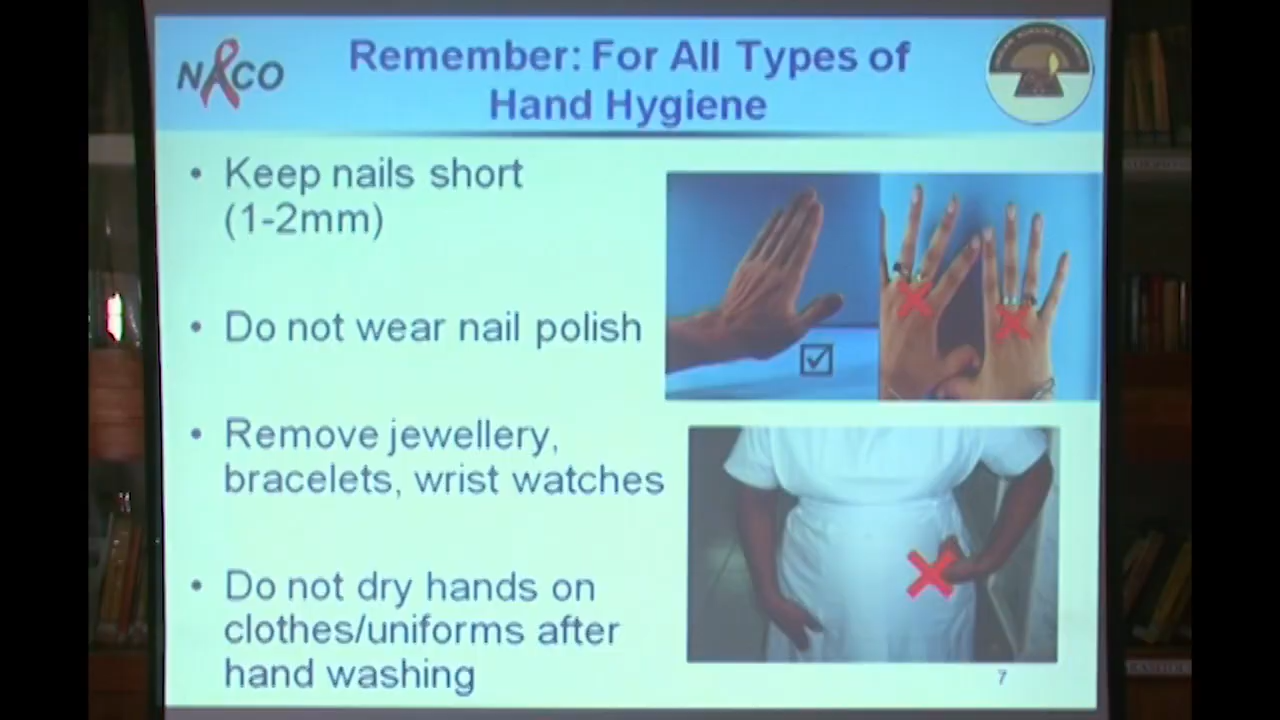 NACO
Remember: For All Types of
Hand Hygiene
• Keep nails short
(1-2mm)
• Do not wear nail polish
• Remove jewellery,
bracelets, wrist watches
• Do not dry hands on
clothes/uniforms after
hand washing
7